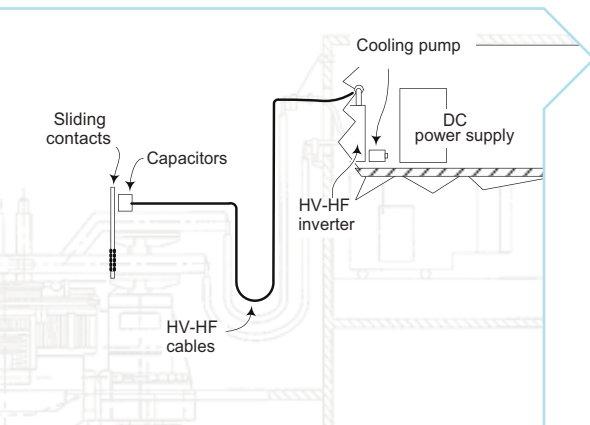 Cooling pump
Sliding
contacts
Capacitors
DC
power supply
HV-HF
inverter
HV-HF
cables